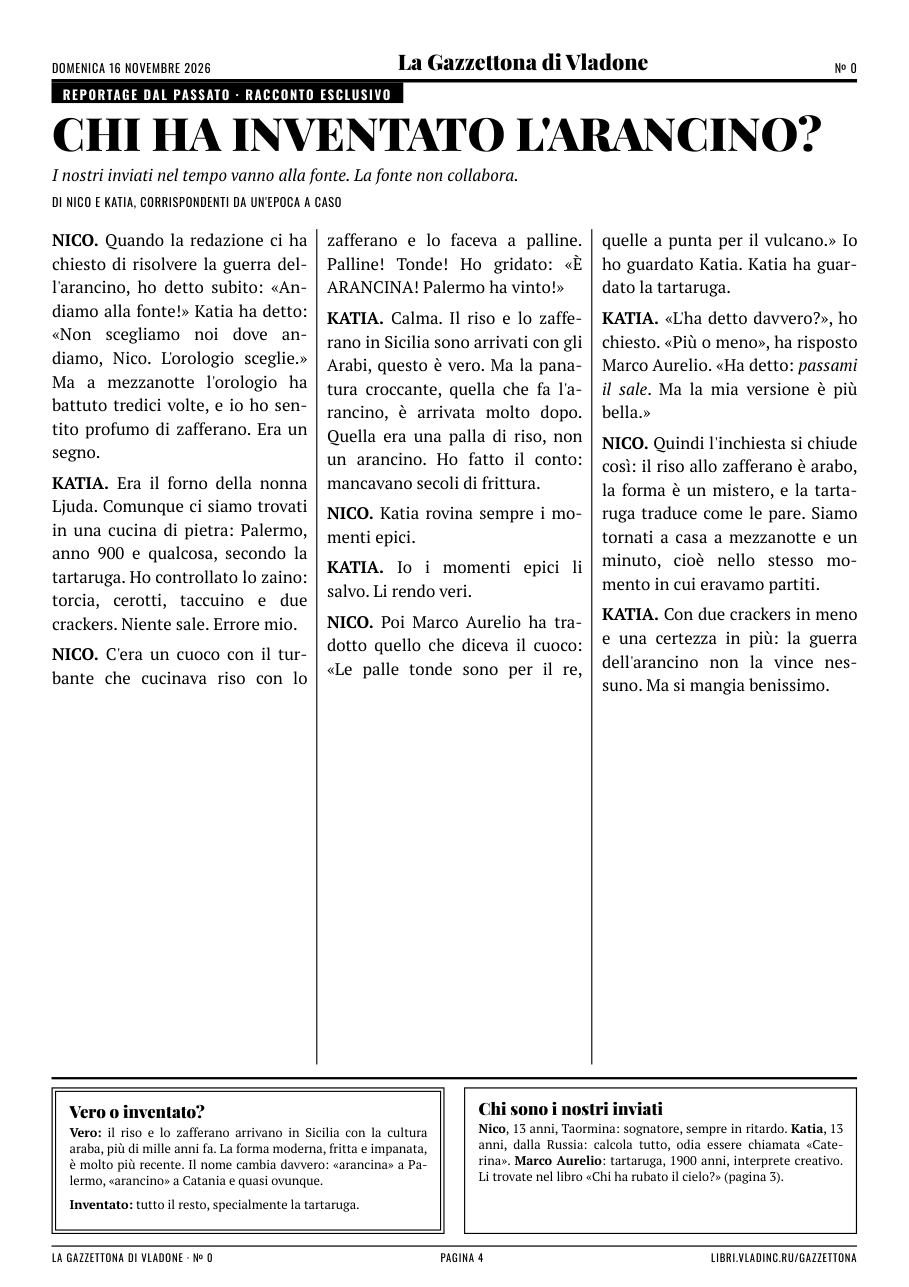 DOMENICA 16 NOVEMBRE 2026
La Gazzettona di Vladone
Nº 0
REPORTAGE DAL PASSATO · RACCONTO ESCLUSIVO
CHI HA INVENTATO L'ARANCINO?
I nostri inviati nel tempo vanno alla fonte. La fonte non collabora.
DI NICO E KATIA, CORRISPONDENTI DA UN'EPOCA A CASO
NICO. Quando la redazione ci ha
chiesto di risolvere la guerra del-
l'arancino, ho detto subito: «An-
diamo alla fonte!» Katia ha detto:
«Non scegliamo noi dove an-
diamo, Nico. L'orologio sceglie.»
Ma a mezzanotte l'orologio ha
battuto tredici volte, e io ho sen-
tito profumo di zafferano. Era un
segno.
KATIA. Era il forno della nonna
Ljuda. Comunque ci siamo trovati
in una cucina di pietra: Palermo,
anno 900 e qualcosa, secondo la
tartaruga. Ho controllato lo zaino:
torcia, cerotti, taccuino e due
crackers. Niente sale. Errore mio.
NICO. C'era un cuoco con il tur-
bante che cucinava riso con lo
zafferano e lo faceva a palline.
Palline! Tonde! Ho gridato: «È
ARANCINA! Palermo ha vinto!»
KATIA. Calma. Il riso e lo zaffe-
rano in Sicilia sono arrivati con gli
Arabi, questo è vero. Ma la pana-
tura croccante, quella che fa l'a-
rancino, è arrivata molto dopo.
Quella era una palla di riso, non
un arancino. Ho fatto il conto:
mancavano secoli di frittura.
NICO. Katia rovina sempre i mo-
menti epici.
KATIA. Io i momenti epici li
salvo. Li rendo veri.
NICO. Poi Marco Aurelio ha tra-
dotto quello che diceva il cuoco:
«Le palle tonde sono per il re,
quelle a punta per il vulcano.» Io
ho guardato Katia. Katia ha guar-
dato la tartaruga.
KATIA. «L'ha detto davvero?», ho
chiesto. «Più o meno», ha risposto
Marco Aurelio. «Ha detto: passami
il sale. Ma la mia versione è più
bella.»
NICO. Quindi l'inchiesta si chiude
così: il riso allo zafferano è arabo,
la forma è un mistero, e la tarta-
ruga traduce come le pare. Siamo
tornati a casa a mezzanotte e un
minuto, cioè nello stesso mo-
mento in cui eravamo partiti.
KATIA. Con due crackers in meno
e una certezza in più: la guerra
dell'arancino non la vince nes-
suno. Ma si mangia benissimo.
Vero o inventato?
Vero: il riso e lo zafferano arrivano in Sicilia con la cultura
araba, più di mille anni fa. La forma moderna, fritta e impanata,
è molto più recente. Il nome cambia davvero: «arancina» a Pa-
lermo, «arancino» a Catania e quasi ovunque.
Inventato: tutto il resto, specialmente la tartaruga.
Chi sono i nostri inviati
Nico, 13 anni, Taormina: sognatore, sempre in ritardo. Katia, 13
anni, dalla Russia: calcola tutto, odia essere chiamata «Cate-
rina». Marco Aurelio: tartaruga, 1900 anni, interprete creativo.
Li trovate nel libro «Chi ha rubato il cielo?» (pagina 3).
LA GAZZETTONA DI VLADONE · Nº 0
PAGINA 4
LIBRI.VLADINC.RU/GAZZETTONA